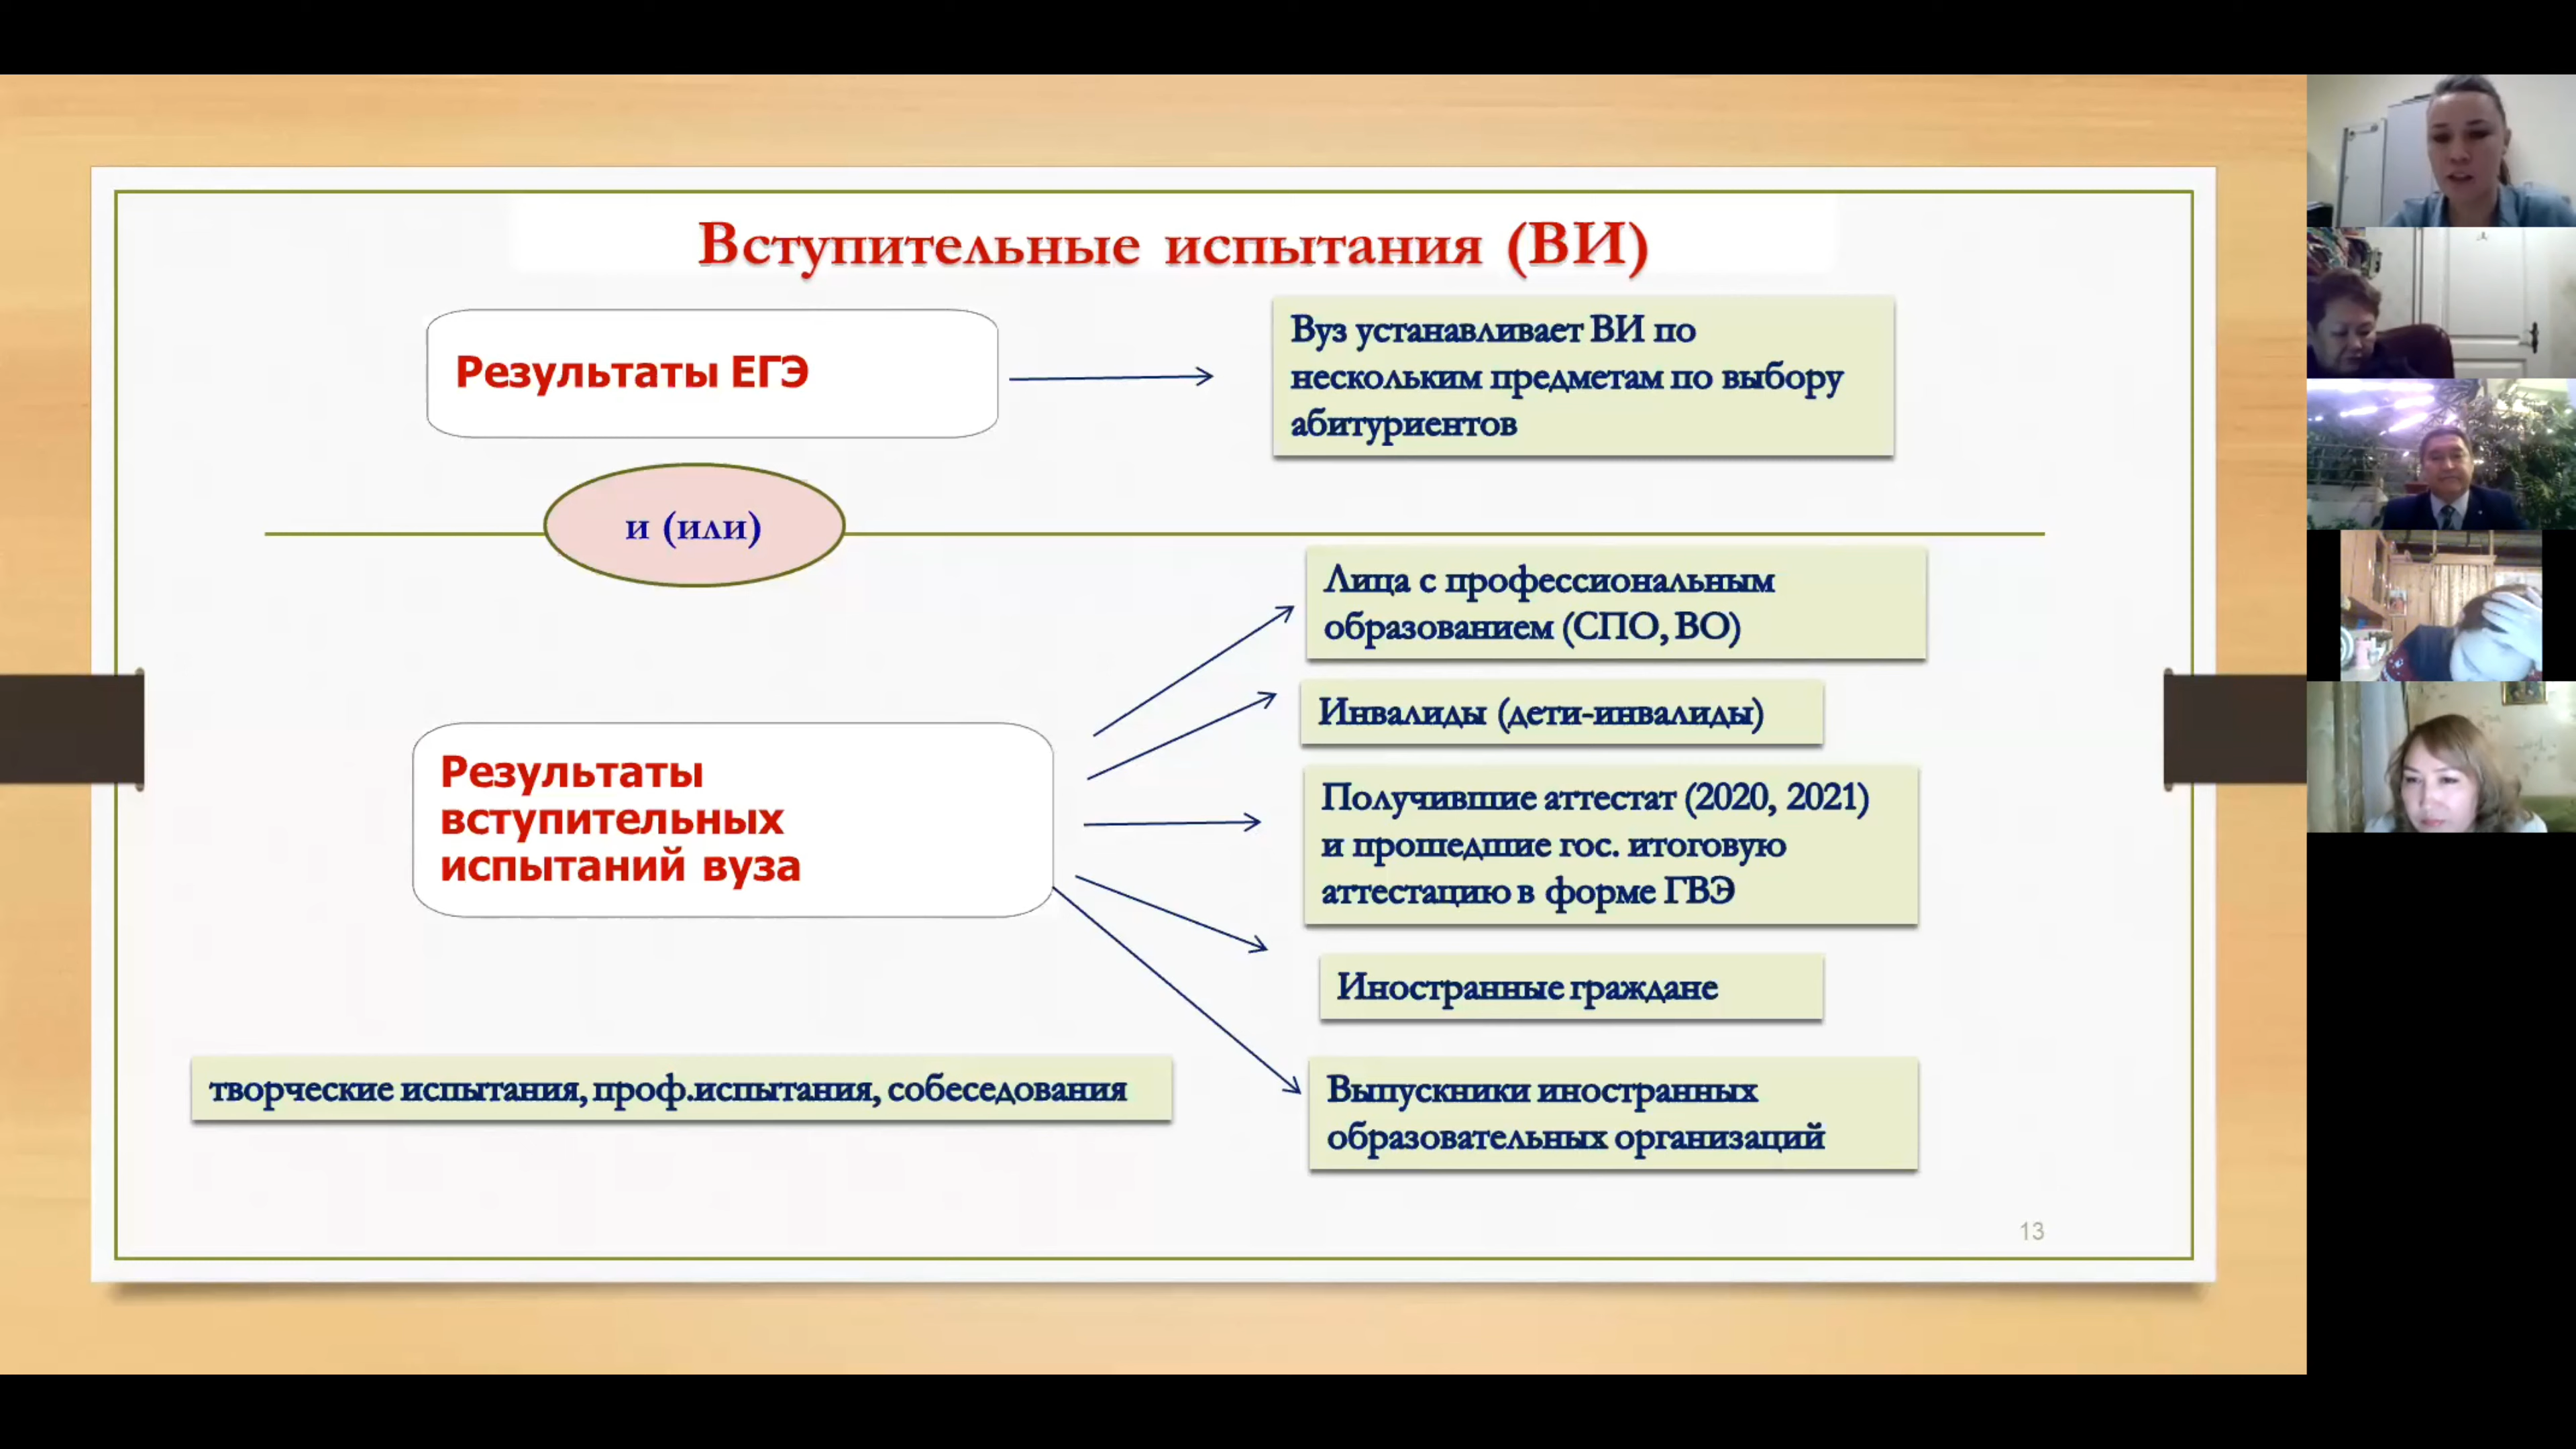 Вступительные испытания (ВИ)
Результаты ЕГЭ
Вуз устанавливает ВИ по
нескольким предметам по выбору
абитуриентов
и (или)
Результаты
вступительных
испытаний вуза
Лица с профессиональным
образованием (СПО, ВО)
Инвалиды (дети-инвалиды)
Получившие аттестат (2020, 2021)
и прошедшие гос. итоговую
аттестацию в форме ГВЭ
Иностранные граждане
Выпускники иностранных
образовательных организаций
творческие испытания, проф.испытания, собеседования
13